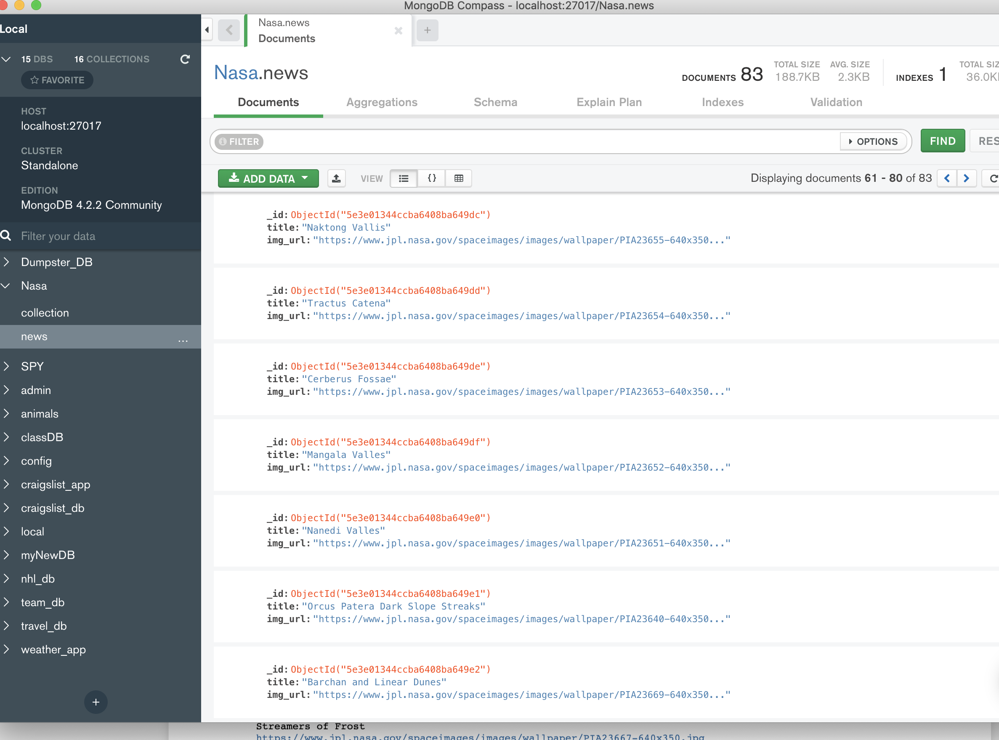 MongoDB Compass - localhost:27017/Nasa.news
Local
15 DBS 16 COLLECTIONS
FAVORITE
HOST
localhost:27017
CLUSTER
Standalone
EDITION
MongoDB 4.2.2 Community
Filter your data
Dumpster_DB
Nasa
collection
news ...
SPY
admin
animals
classDB
config
craigslist_app
craigslist_db
local
myNewDB
nhl_db
team_db
travel_db
weather_app
+
Nasa.news
Documents
+
Nasa.news
DOCUMENTS 83 TOTAL SIZE 188.7KB AVG. SIZE 2.3KB INDEXES 1 TOTAL SIZ 36.0K
Documents Aggregations Schema Explain Plan Indexes Validation
FILTER OPTIONS FIND RES
ADD DATA VIEW {} Displaying documents 61 - 80 of 83
_id: ObjectId("5e3e01344ccba6408ba649dc")
title: "Naktong Vallis"
img_url: "https://www.jpl.nasa.gov/spaceimages/images/wallpaper/PIA23655-640x350..."
_id: ObjectId("5e3e01344ccba6408ba649dd")
title: "Tractus Catena"
img_url: "https://www.jpl.nasa.gov/spaceimages/images/wallpaper/PIA23654-640x350..."
_id: ObjectId("5e3e01344ccba6408ba649de")
title: "Cerberus Fossae"
img_url: "https://www.jpl.nasa.gov/spaceimages/images/wallpaper/PIA23653-640x350..."
_id: ObjectId("5e3e01344ccba6408ba649df")
title: "Mangala Valles"
img_url: "https://www.jpl.nasa.gov/spaceimages/images/wallpaper/PIA23652-640x350..."
_id: ObjectId("5e3e01344ccba6408ba649e0")
title: "Nanedi Valles"
img_url: "https://www.jpl.nasa.gov/spaceimages/images/wallpaper/PIA23651-640x350..."
_id: ObjectId("5e3e01344ccba6408ba649e1")
title: "Orcus Patera Dark Slope Streaks"
img_url: "https://www.jpl.nasa.gov/spaceimages/images/wallpaper/PIA23640-640x350..."
_id: ObjectId("5e3e01344ccba6408ba649e2")
title: "Barchan and Linear Dunes"
img_url: "https://www.jpl.nasa.gov/spaceimages/images/wallpaper/PIA23669-640x350..."
Streamers of Frost
https://www.jpl.nasa.gov/spaceimages/images/wallpaper/PIA23667-640x350.jpg